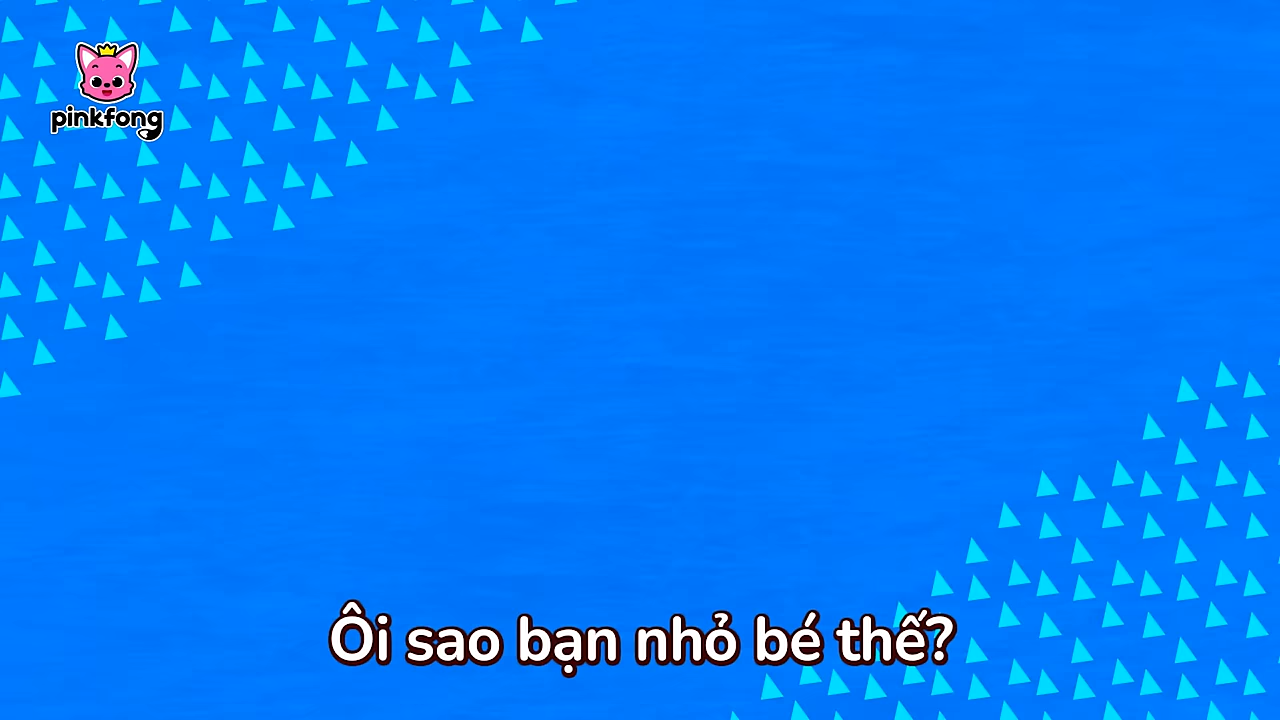 pinkfong
Ôi sao bạn nhỏ bé thế?